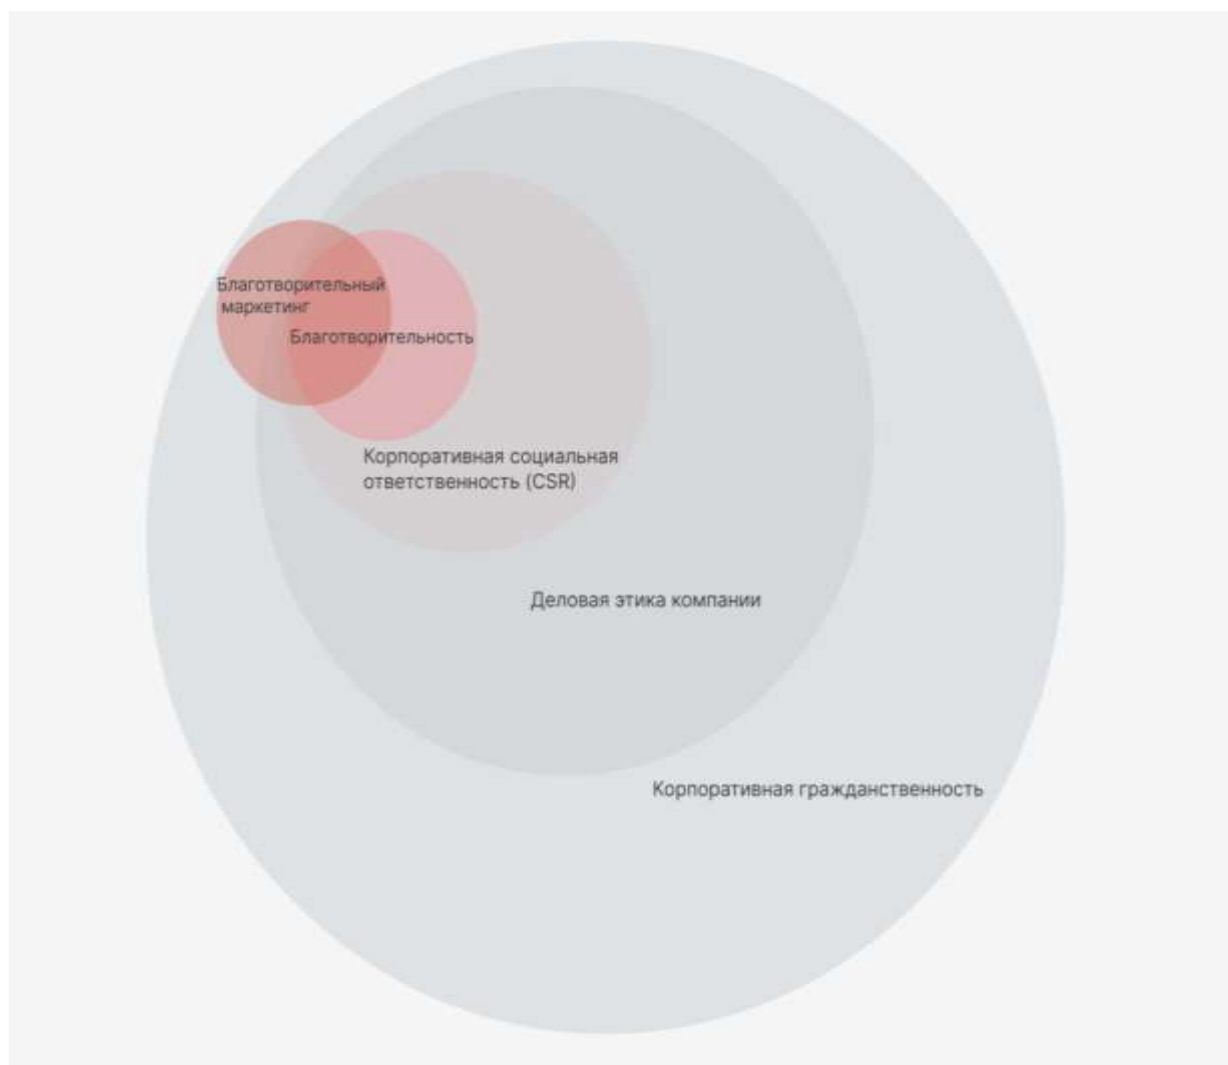 Благотворительный
маркетинг
Благотворительность
Корпоративная социальная
ответственность (CSR)
Деловая этика компании
Корпоративная гражданственность